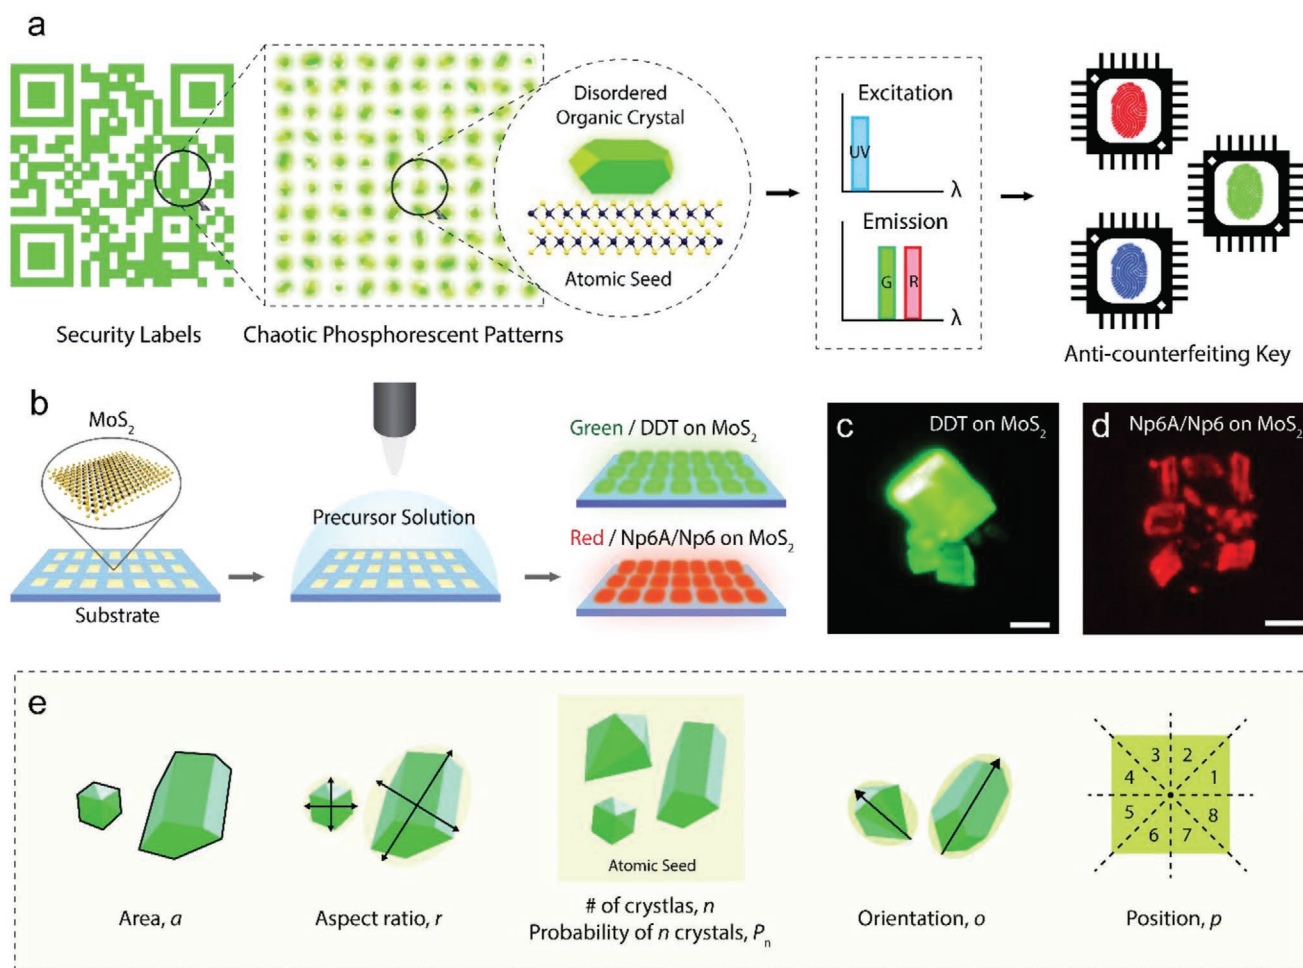 a
Disordered
Organic Crystal
Atomic Seed
Excitation
UV
λ
Emission
G
R
λ
Security Labels
Chaotic Phosphorescent Patterns
Anti-counterfeiting Key
b
MoS₂
Substrate
Precursor Solution
Green / DDT on MoS₂
Red / Np6A/Np6 on MoS₂
c
DDT on MoS₂
d
Np6A/Np6 on MoS₂
e
Area, a
Aspect ratio, r
Atomic Seed
# of crystlas, n
Probability of n crystals, Pₙ
Orientation, o
3 2
4 1
5 8
6 7
Position, p